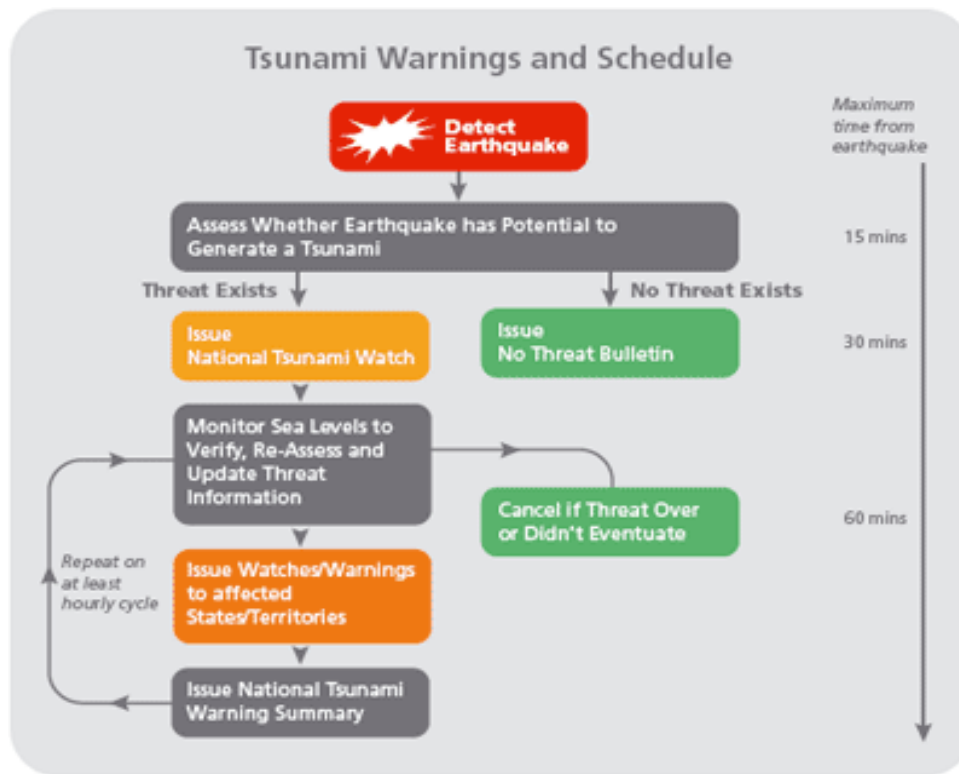 Tsunami Warnings and Schedule
Maximum
time from
earthquake
Detect
Earthquake
Assess Whether Earthquake has Potential to
Generate a Tsunami
15 mins
Threat Exists
No Threat Exists
Issue
National Tsunami Watch
Issue
No Threat Bulletin
30 mins
Monitor Sea Levels to
Verify, Re-Assess and
Update Threat
Information
Cancel if Threat Over
or Didn't Eventuate
60 mins
Repeat on
at least
hourly cycle
Issue Watches/Warnings
to affected
States/Territories
Issue National Tsunami
Warning Summary